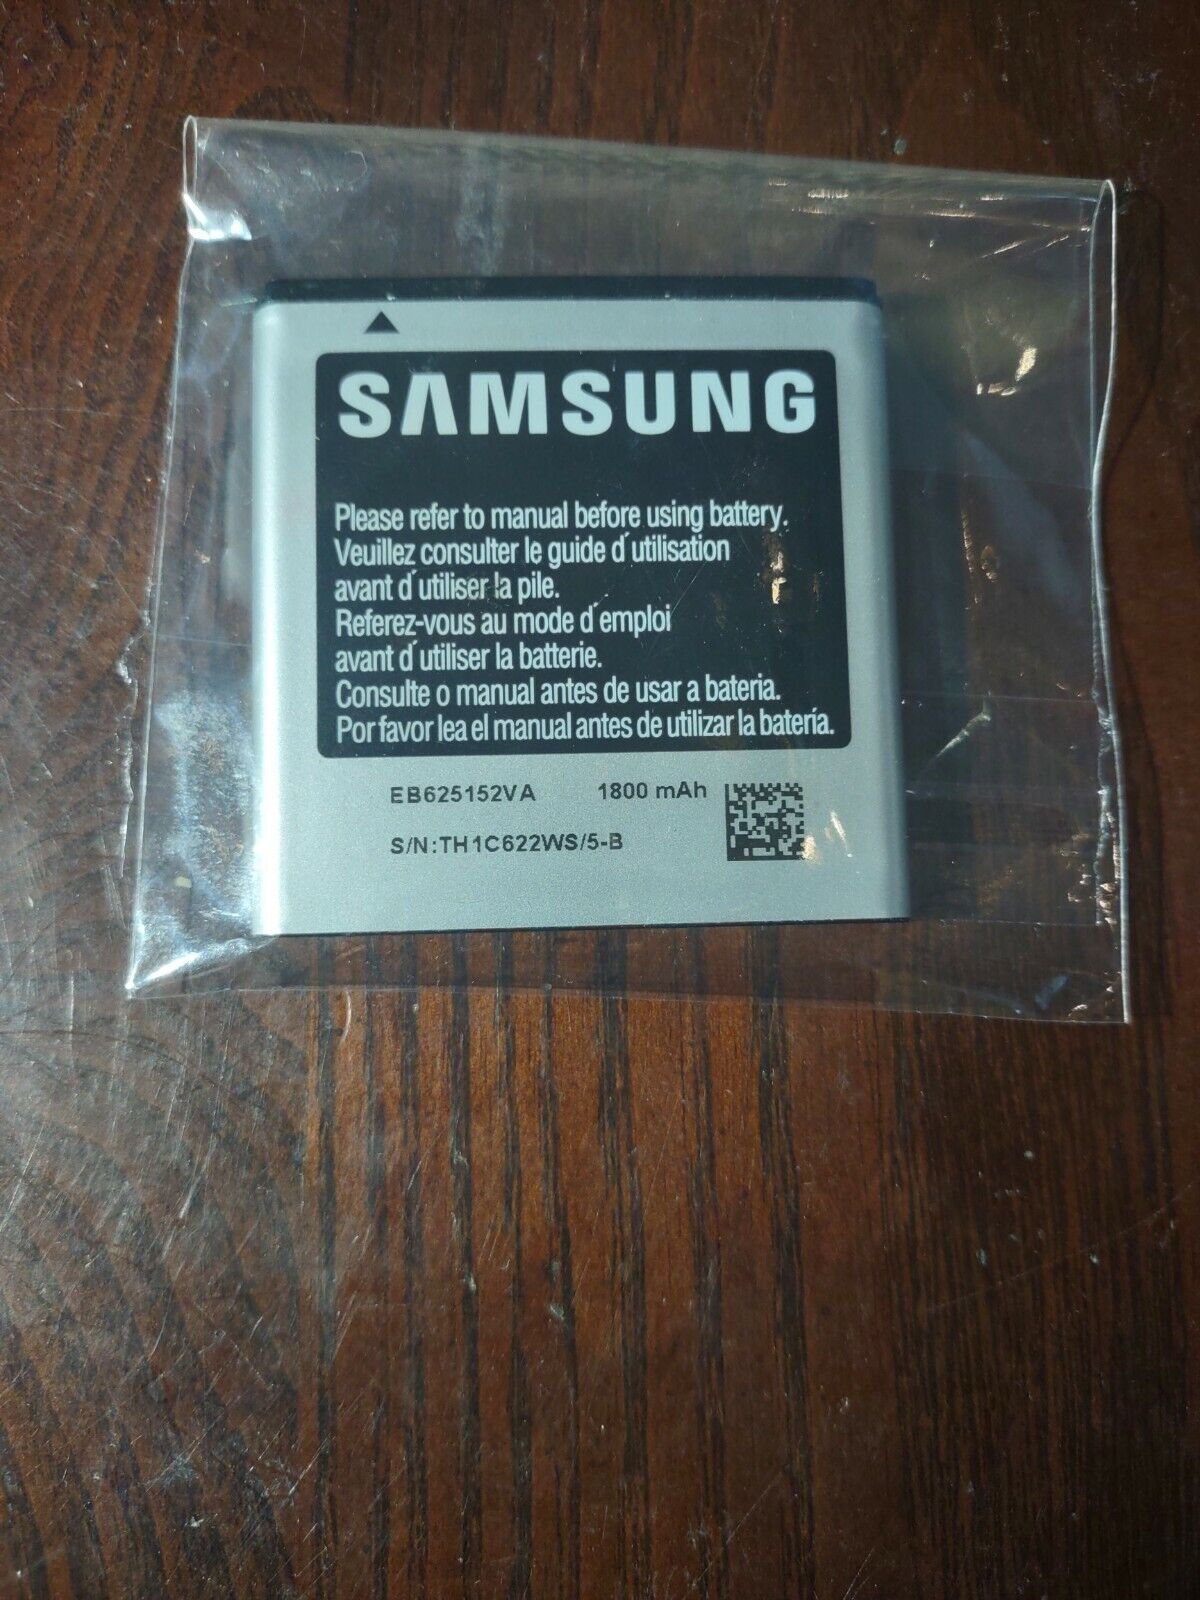 SAMSUNG
Please refer to manual before using battery.
Veuillez consulter le guide d'utilisation
avant d'utiliser la pile.
Referez-vous au mode d'emploi
avant d'utiliser la batterie.
Consulte o manual antes de usar a bateria.
Por favor lea el manual antes de utilizar la batería.
EB625152VA 1800 mAh
S/N:TH1C622WS/5-B